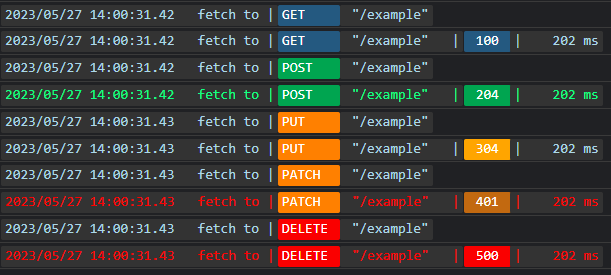 2023/05/27 14:00:31.42 fetch to | GET "/example"
2023/05/27 14:00:31.42 fetch to | GET "/example" | 100 | 202 ms
2023/05/27 14:00:31.42 fetch to | POST "/example"
2023/05/27 14:00:31.42 fetch to | POST "/example" | 204 | 202 ms
2023/05/27 14:00:31.43 fetch to | PUT "/example"
2023/05/27 14:00:31.43 fetch to | PUT "/example" | 304 | 202 ms
2023/05/27 14:00:31.43 fetch to | PATCH "/example"
2023/05/27 14:00:31.43 fetch to | PATCH "/example" | 401 | 202 ms
2023/05/27 14:00:31.43 fetch to | DELETE "/example"
2023/05/27 14:00:31.43 fetch to | DELETE "/example" | 500 | 202 ms